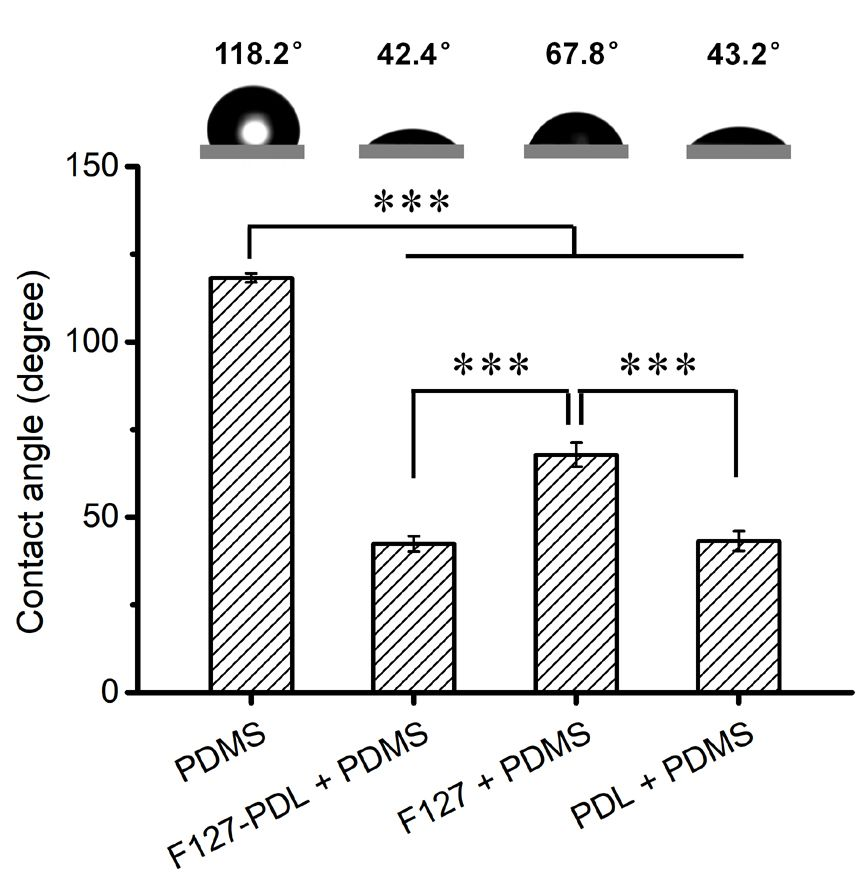 118.2° 42.4° 67.8° 43.2°
150
***
100
*** ***
50
0
Contact angle (degree)
PDMS
F127-PDL + PDMS
F127 + PDMS
PDL + PDMS